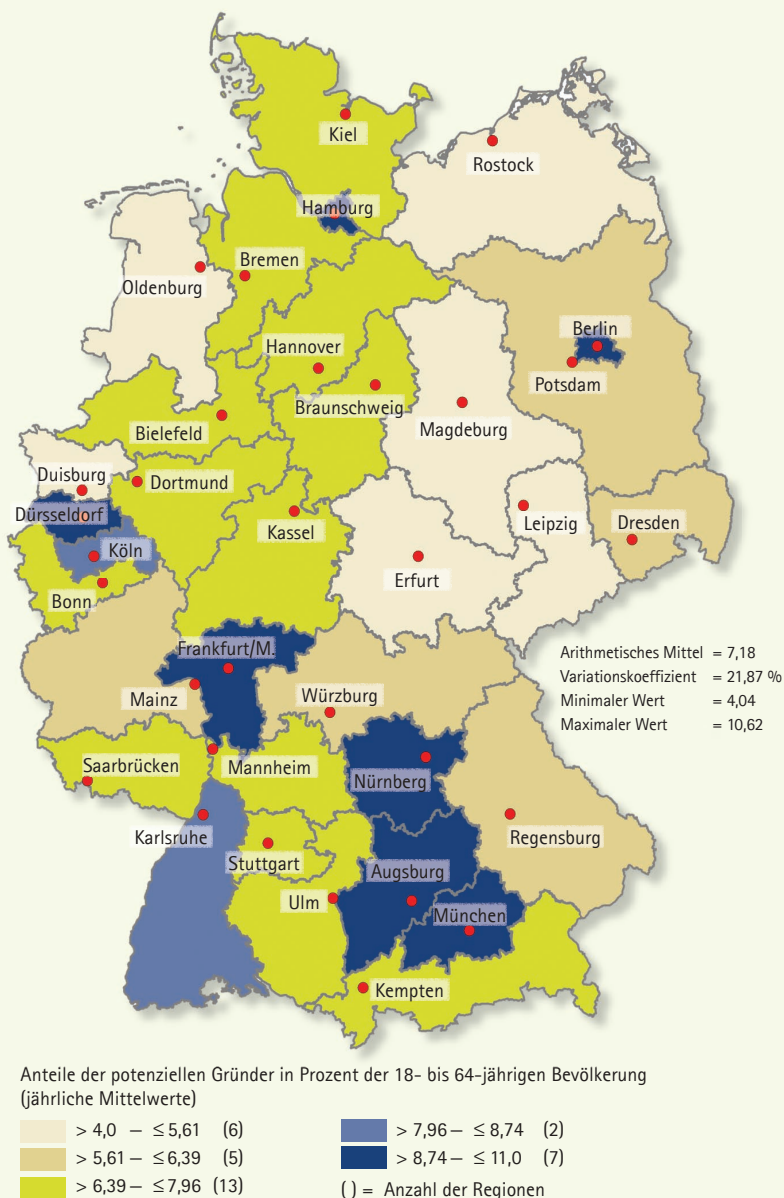 Kiel
Rostock
Hamburg
Bremen
Oldenburg
Berlin
Hannover
Potsdam
Braunschweig
Magdeburg
Bielefeld
Duisburg
Dortmund
Dürsseldorf
Leipzig
Kassel
Dresden
Köln
Erfurt
Bonn
Frankfurt/M.
Arithmetisches Mittel = 7,18
Variationskoeffizient = 21,87 %
Minimaler Wert = 4,04
Maximaler Wert = 10,62
Mainz
Würzburg
Saarbrücken
Mannheim
Nürnberg
Karlsruhe
Regensburg
Stuttgart
Augsburg
Ulm
München
Kempten
Anteile der potenziellen Gründer in Prozent der 18- bis 64-jährigen Bevölkerung
(jährliche Mittelwerte)
> 4,0 – ≤ 5,61 (6)
> 5,61 – ≤ 6,39 (5)
> 6,39 – ≤ 7,96 (13)
> 7,96 – ≤ 8,74 (2)
> 8,74 – ≤ 11,0 (7)
( ) = Anzahl der Regionen